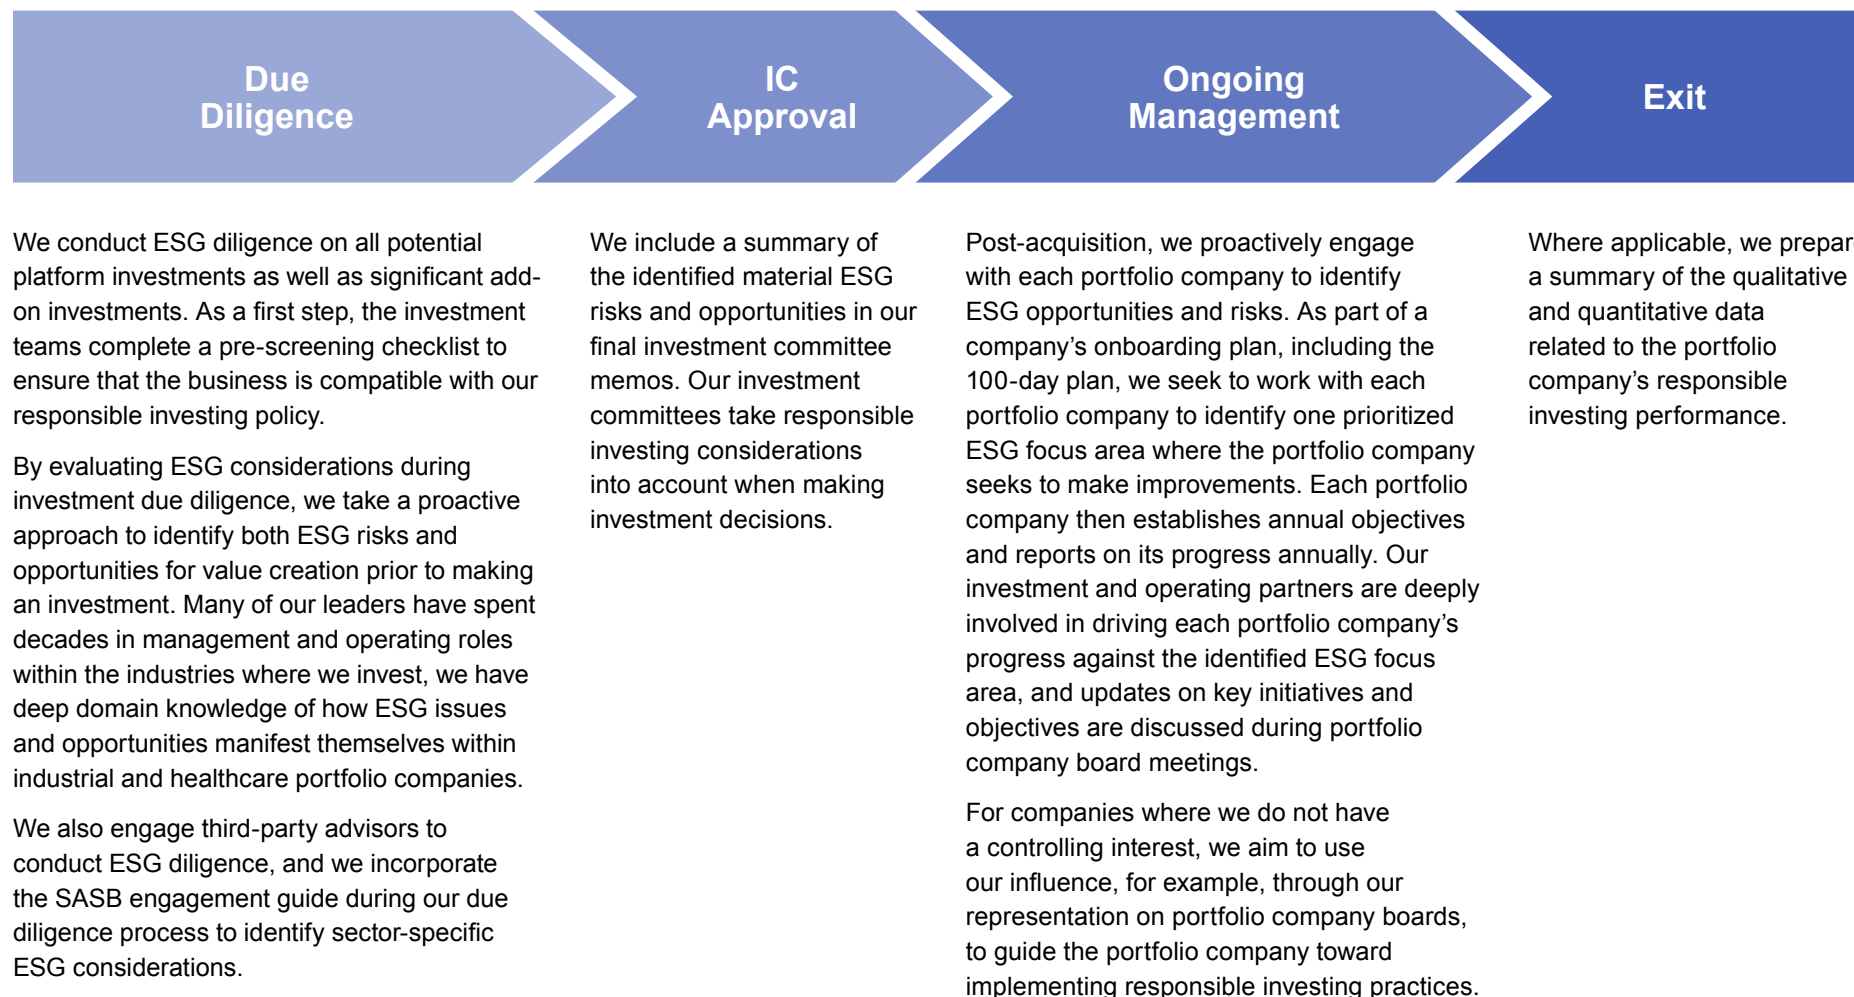 Due
Diligence
IC
Approval
Ongoing
Management
Exit
We conduct ESG diligence on all potential
platform investments as well as significant add-
on investments. As a first step, the investment
teams complete a pre-screening checklist to
ensure that the business is compatible with our
responsible investing policy.
By evaluating ESG considerations during
investment due diligence, we take a proactive
approach to identify both ESG risks and
opportunities for value creation prior to making
an investment. Many of our leaders have spent
decades in management and operating roles
within the industries where we invest, we have
deep domain knowledge of how ESG issues
and opportunities manifest themselves within
industrial and healthcare portfolio companies.
We also engage third-party advisors to
conduct ESG diligence, and we incorporate
the SASB engagement guide during our due
diligence process to identify sector-specific
ESG considerations.
We include a summary of
the identified material ESG
risks and opportunities in our
final investment committee
memos. Our investment
committees take responsible
investing considerations
into account when making
investment decisions.
Post-acquisition, we proactively engage
with each portfolio company to identify
ESG opportunities and risks. As part of a
company’s onboarding plan, including the
100-day plan, we seek to work with each
portfolio company to identify one prioritized
ESG focus area where the portfolio company
seeks to make improvements. Each portfolio
company then establishes annual objectives
and reports on its progress annually. Our
investment and operating partners are deeply
involved in driving each portfolio company’s
progress against the identified ESG focus
area, and updates on key initiatives and
objectives are discussed during portfolio
company board meetings.
For companies where we do not have
a controlling interest, we aim to use
our influence, for example, through our
representation on portfolio company boards,
to guide the portfolio company toward
implementing responsible investing practices.
Where applicable, we prepare
a summary of the qualitative
and quantitative data
related to the portfolio
company’s responsible
investing performance.